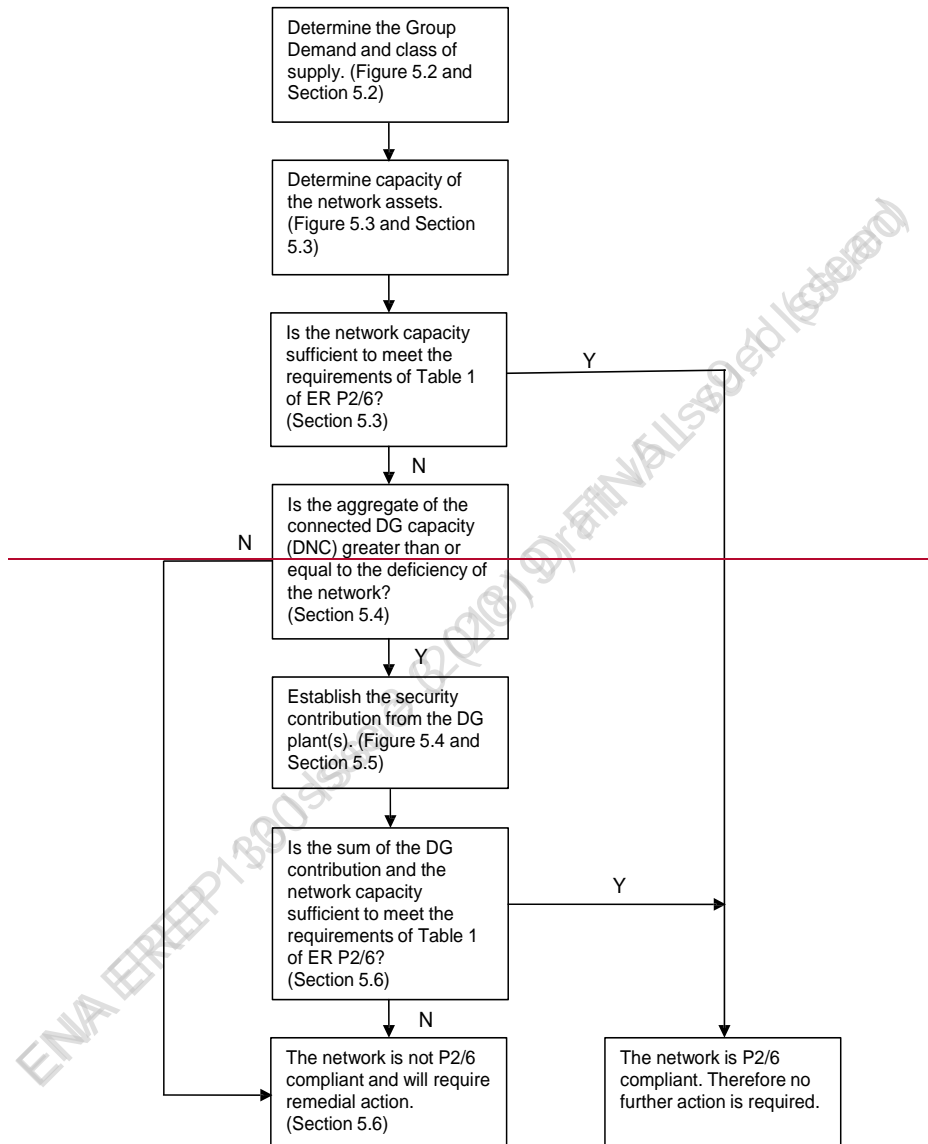 Determine the Group
Demand and class of
supply. (Figure 5.2 and
Section 5.2)
Determine capacity of
the network assets.
(Figure 5.3 and Section
5.3)
Is the network capacity
sufficient to meet the
requirements of Table 1
of ER P2/6?
(Section 5.3)
Y
N
Is the aggregate of the
connected DG capacity
(DNC) greater than or
equal to the deficiency of
the network?
(Section 5.4)
N
Y
Establish the security
contribution from the DG
plant(s). (Figure 5.4 and
Section 5.5)
Is the sum of the DG
contribution and the
network capacity
sufficient to meet the
requirements of Table 1
of ER P2/6?
(Section 5.6)
Y
N
The network is not P2/6
compliant and will require
remedial action.
(Section 5.6)
The network is P2/6
compliant. Therefore no
further action is required.